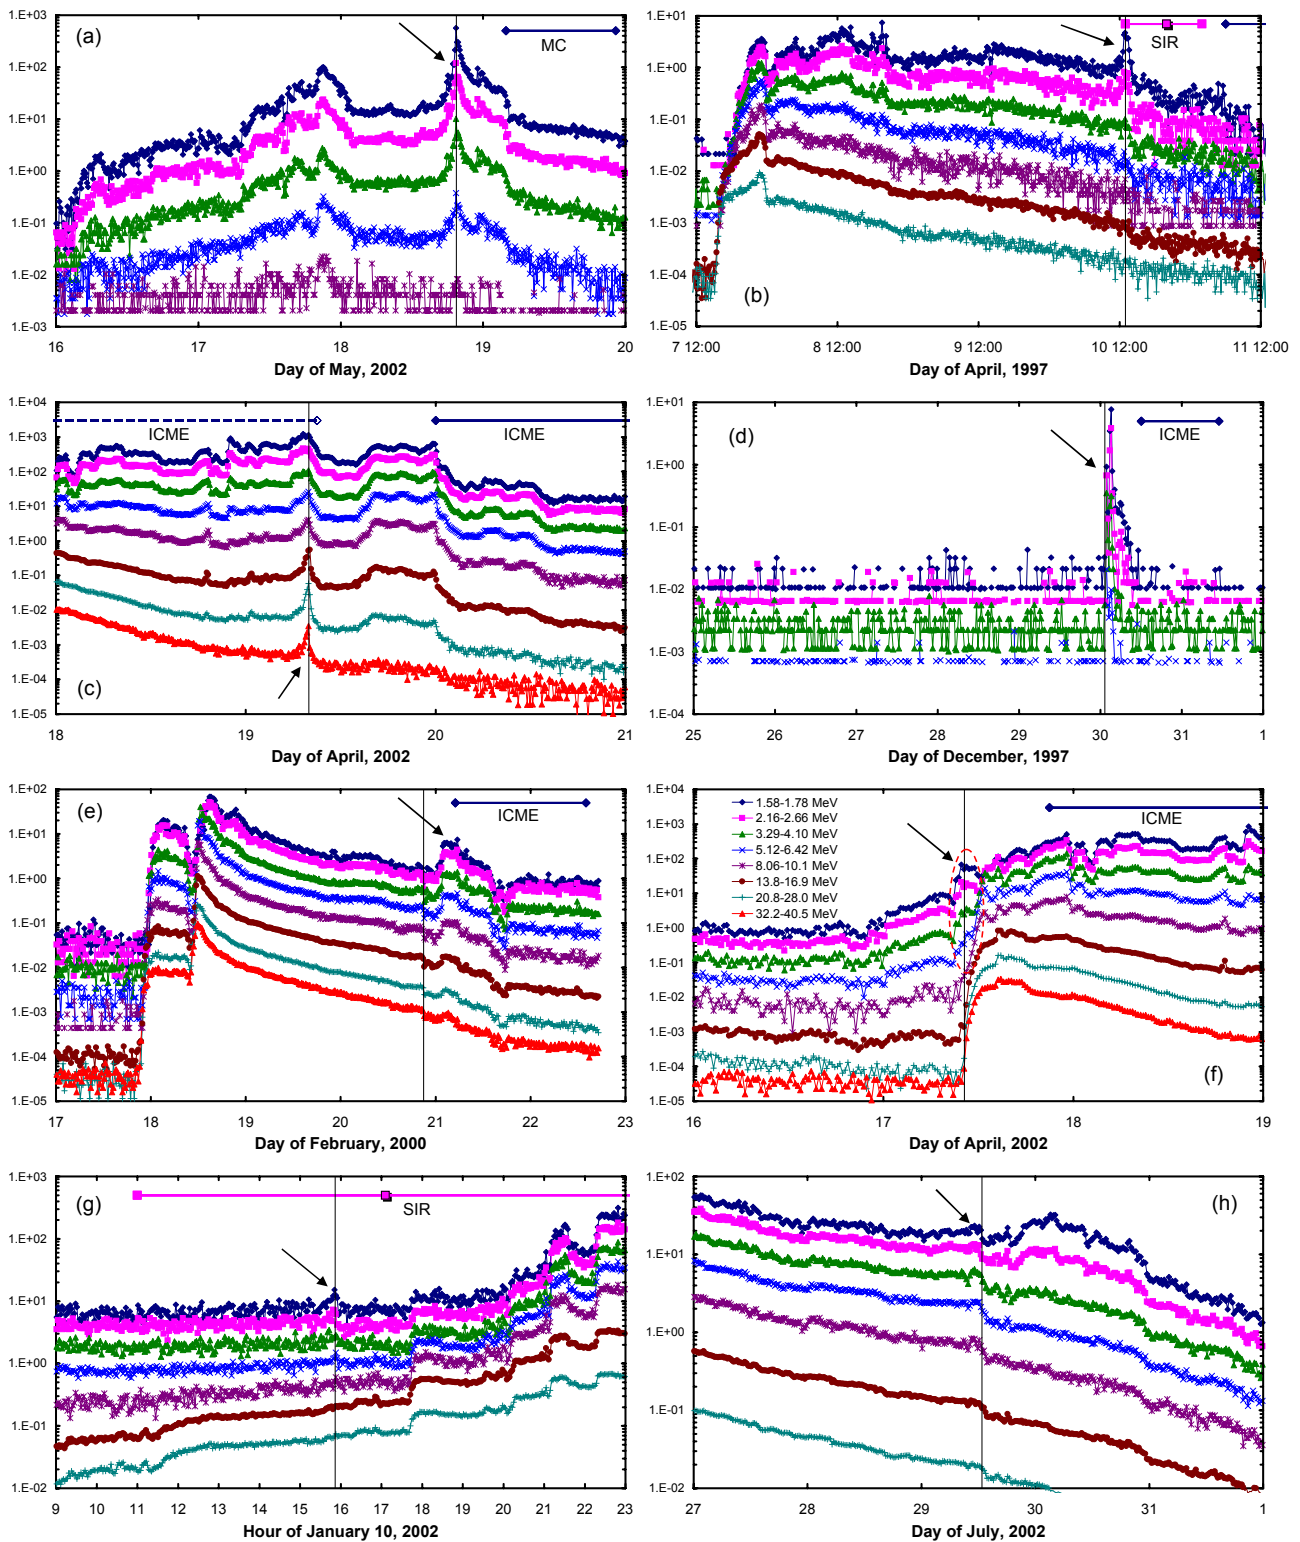 (a)
MC
1.E+03
1.E+02
1.E+01
1.E+00
1.E-01
1.E-02
1.E-03
16 17 18 19 20
Day of May, 2002
(b)
SIR
1.E+01
1.E+00
1.E-01
1.E-02
1.E-03
1.E-04
1.E-05
7 12:00 8 12:00 9 12:00 10 12:00 11 12:00
Day of April, 1997
(c)
ICME ICME
1.E+04
1.E+03
1.E+02
1.E+01
1.E+00
1.E-01
1.E-02
1.E-03
1.E-04
1.E-05
18 19 20 21
Day of April, 2002
(d)
ICME
1.E+01
1.E+00
1.E-01
1.E-02
1.E-03
1.E-04
25 26 27 28 29 30 31 1
Day of December, 1997
(e)
ICME
1.E+02
1.E+01
1.E+00
1.E-01
1.E-02
1.E-03
1.E-04
1.E-05
17 18 19 20 21 22 23
Day of February, 2000
1.58-1.78 MeV
2.16-2.66 MeV
3.29-4.10 MeV
5.12-6.42 MeV
8.06-10.1 MeV
13.8-16.9 MeV
20.8-28.0 MeV
32.2-40.5 MeV
ICME
(f)
1.E+04
1.E+03
1.E+02
1.E+01
1.E+00
1.E-01
1.E-02
1.E-03
1.E-04
1.E-05
16 17 18 19
Day of April, 2002
(g)
SIR
1.E+03
1.E+02
1.E+01
1.E+00
1.E-01
1.E-02
9 10 11 12 13 14 15 16 17 18 19 20 21 22 23
Hour of January 10, 2002
(h)
1.E+02
1.E+01
1.E+00
1.E-01
1.E-02
27 28 29 30 31 1
Day of July, 2002